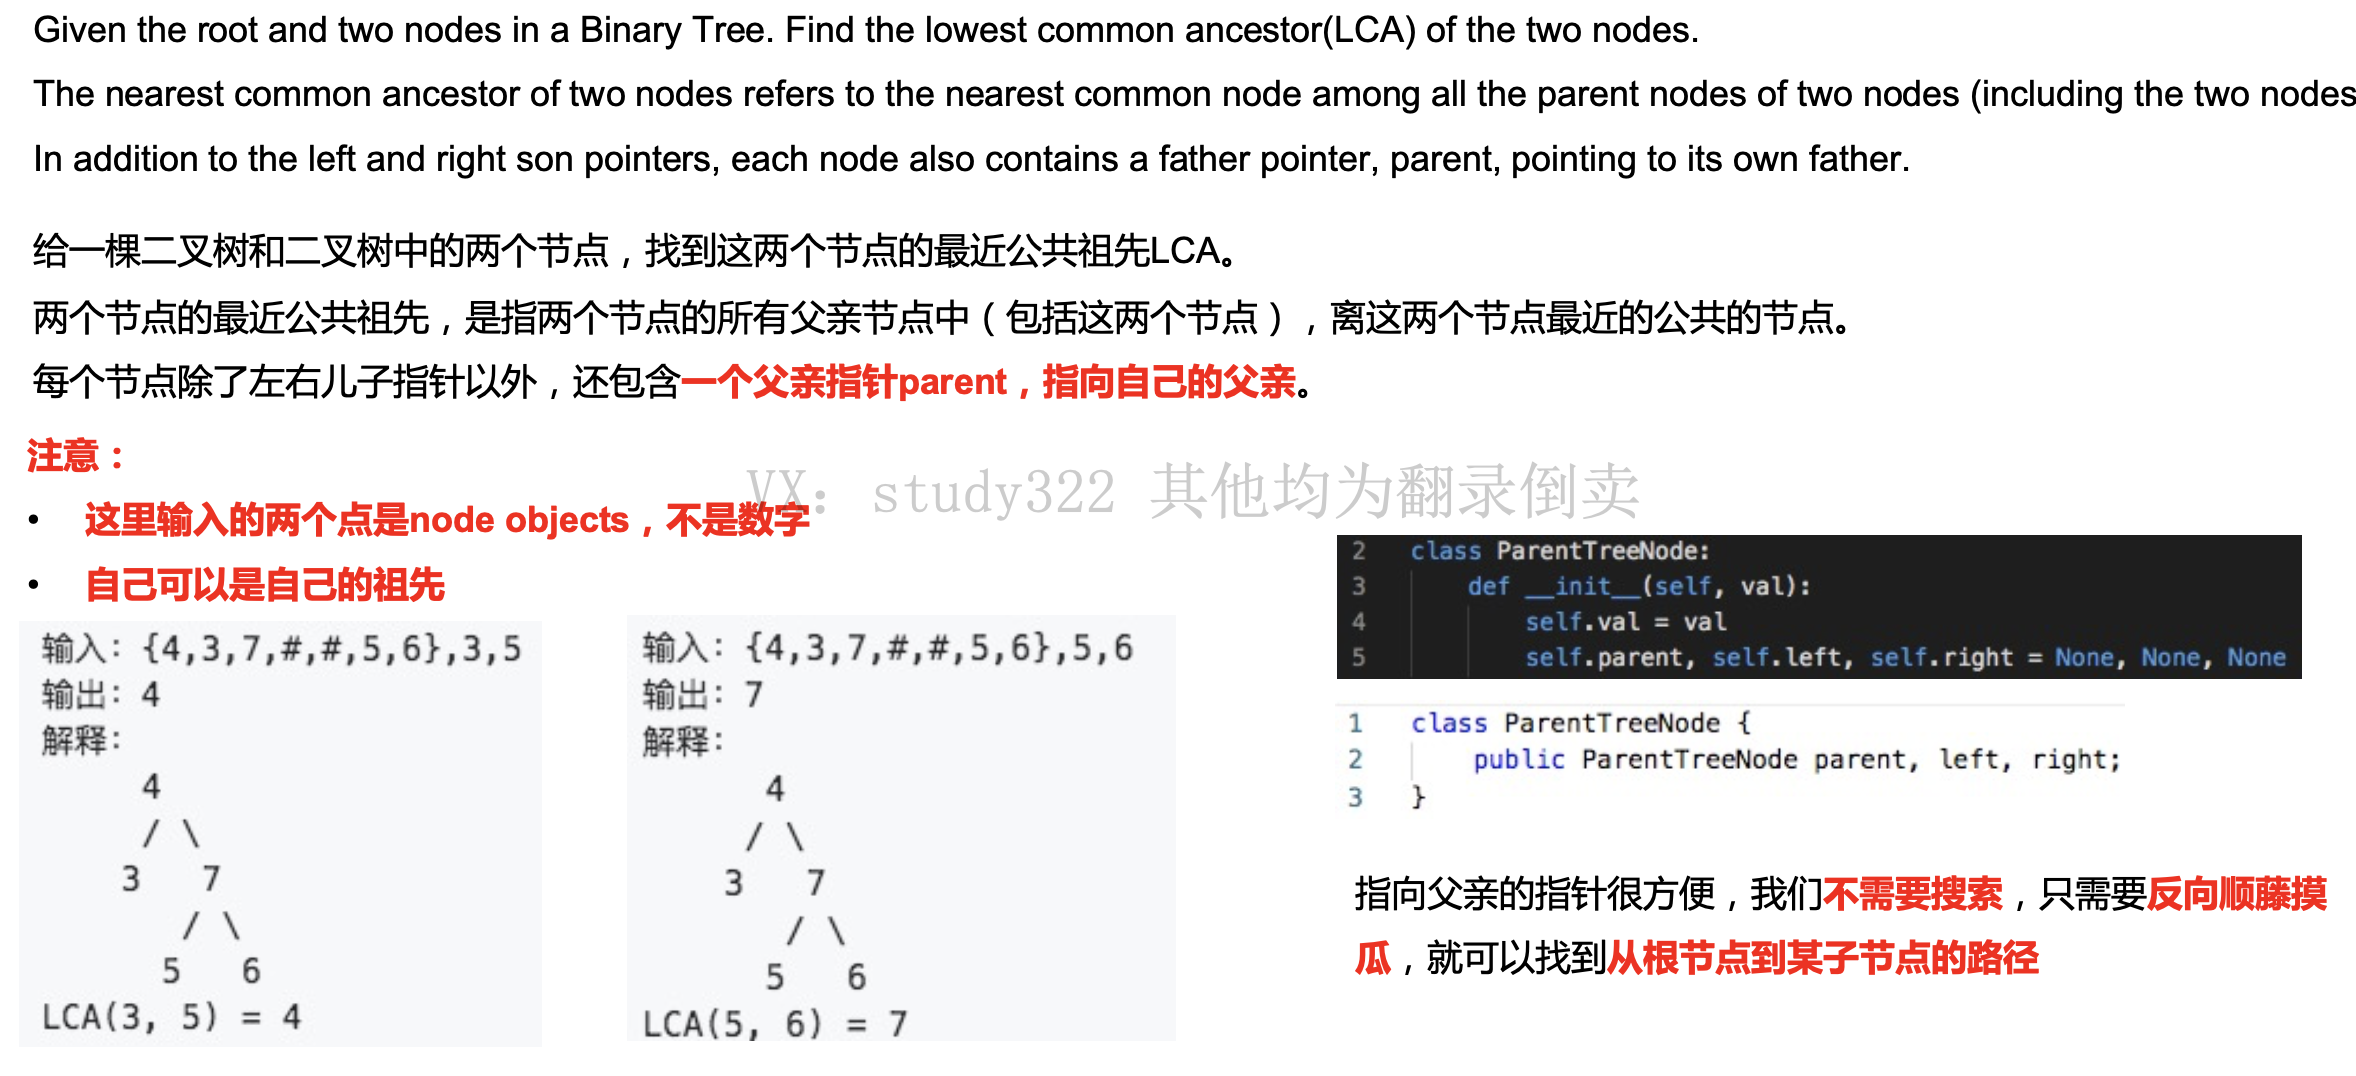 Given the root and two nodes in a Binary Tree. Find the lowest common ancestor(LCA) of the two nodes.
The nearest common ancestor of two nodes refers to the nearest common node among all the parent nodes of two nodes (including the two nodes
In addition to the left and right son pointers, each node also contains a father pointer, parent, pointing to its own father.
给一棵二叉树和二叉树中的两个节点，找到这两个节点的最近公共祖先LCA。
两个节点的最近公共祖先，是指两个节点的所有父亲节点中（包括这两个节点），离这两个节点最近的公共的节点。
每个节点除了左右儿子指针以外，还包含一个父亲指针parent，指向自己的父亲。
注意：
VX: study322 其他均为翻录倒卖
• 这里输入的两个点是node objects，不是数字
• 自己可以是自己的祖先
输入: {4,3,7,#,#,5,6},3,5
输出: 4
解释:
4
/ \
3 7
/ \
5 6
LCA(3, 5) = 4
输入: {4,3,7,#,#,5,6},5,6
输出: 7
解释:
4
/ \
3 7
/ \
5 6
LCA(5, 6) = 7
2 class ParentTreeNode:
3 def __init__(self, val):
4 self.val = val
5 self.parent, self.left, self.right = None, None, None
1 class ParentTreeNode {
2 public ParentTreeNode parent, left, right;
3 }
指向父亲的指针很方便，我们不需要搜索，只需要反向顺藤摸
瓜，就可以找到从根节点到某子节点的路径